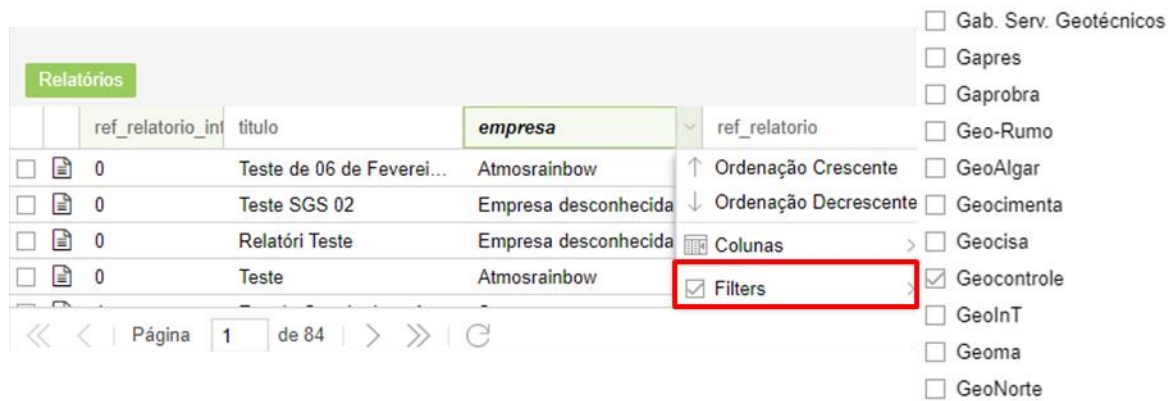 Relatórios
ref_relatorio_int titulo empresa ref_relatorio
0 Teste de 06 de Feverei... Atmosrainbow
0 Teste SGS 02 Empresa desconhecida
0 Relatóri Teste Empresa desconhecida
0 Teste Atmosrainbow
Página 1 de 84
Ordenação Crescente
Ordenação Decrescente
Colunas
Filters
Gab. Serv. Geotécnicos
Gapres
Gaprobra
Geo-Rumo
GeoAlgar
Geocimenta
Geocisa
Geocontrole
GeoInT
Geoma
GeoNorte